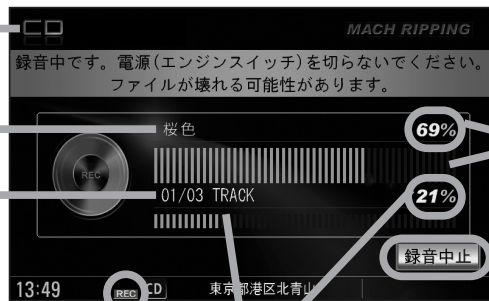 CD
MACH RIPPING
録音中です。電源(エンジンスイッチ)を切らないでください。
ファイルが壊れる可能性があります。
桜色
69%
REC
01/03 TRACK
21%
録音中止
13:49
REC
CD
東京都港区北青山